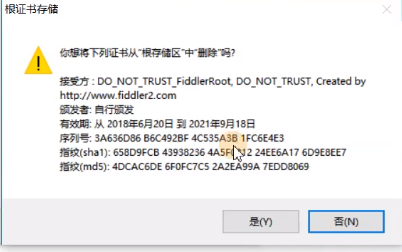 根证书存储
你想将下列证书从“根存储区”中“删除”吗?
接受方 : DO_NOT_TRUST_FiddlerRoot, DO_NOT_TRUST, Created by
http://www.fiddler2.com
颁发者: 自行颁发
有效期: 从 2018年6月20日 到 2021年9月18日
序列号: 3A636D86 B6C492BF 4C535A3B 1FC6E4E3
指纹(sha1): 658D9FCB 43938236 24EE6A17 6D9E8EE7
指纹(md5): 4DCAC6DE 6F0FC7C5 2A2EA99A 7EDD8069
是(Y)
否(N)